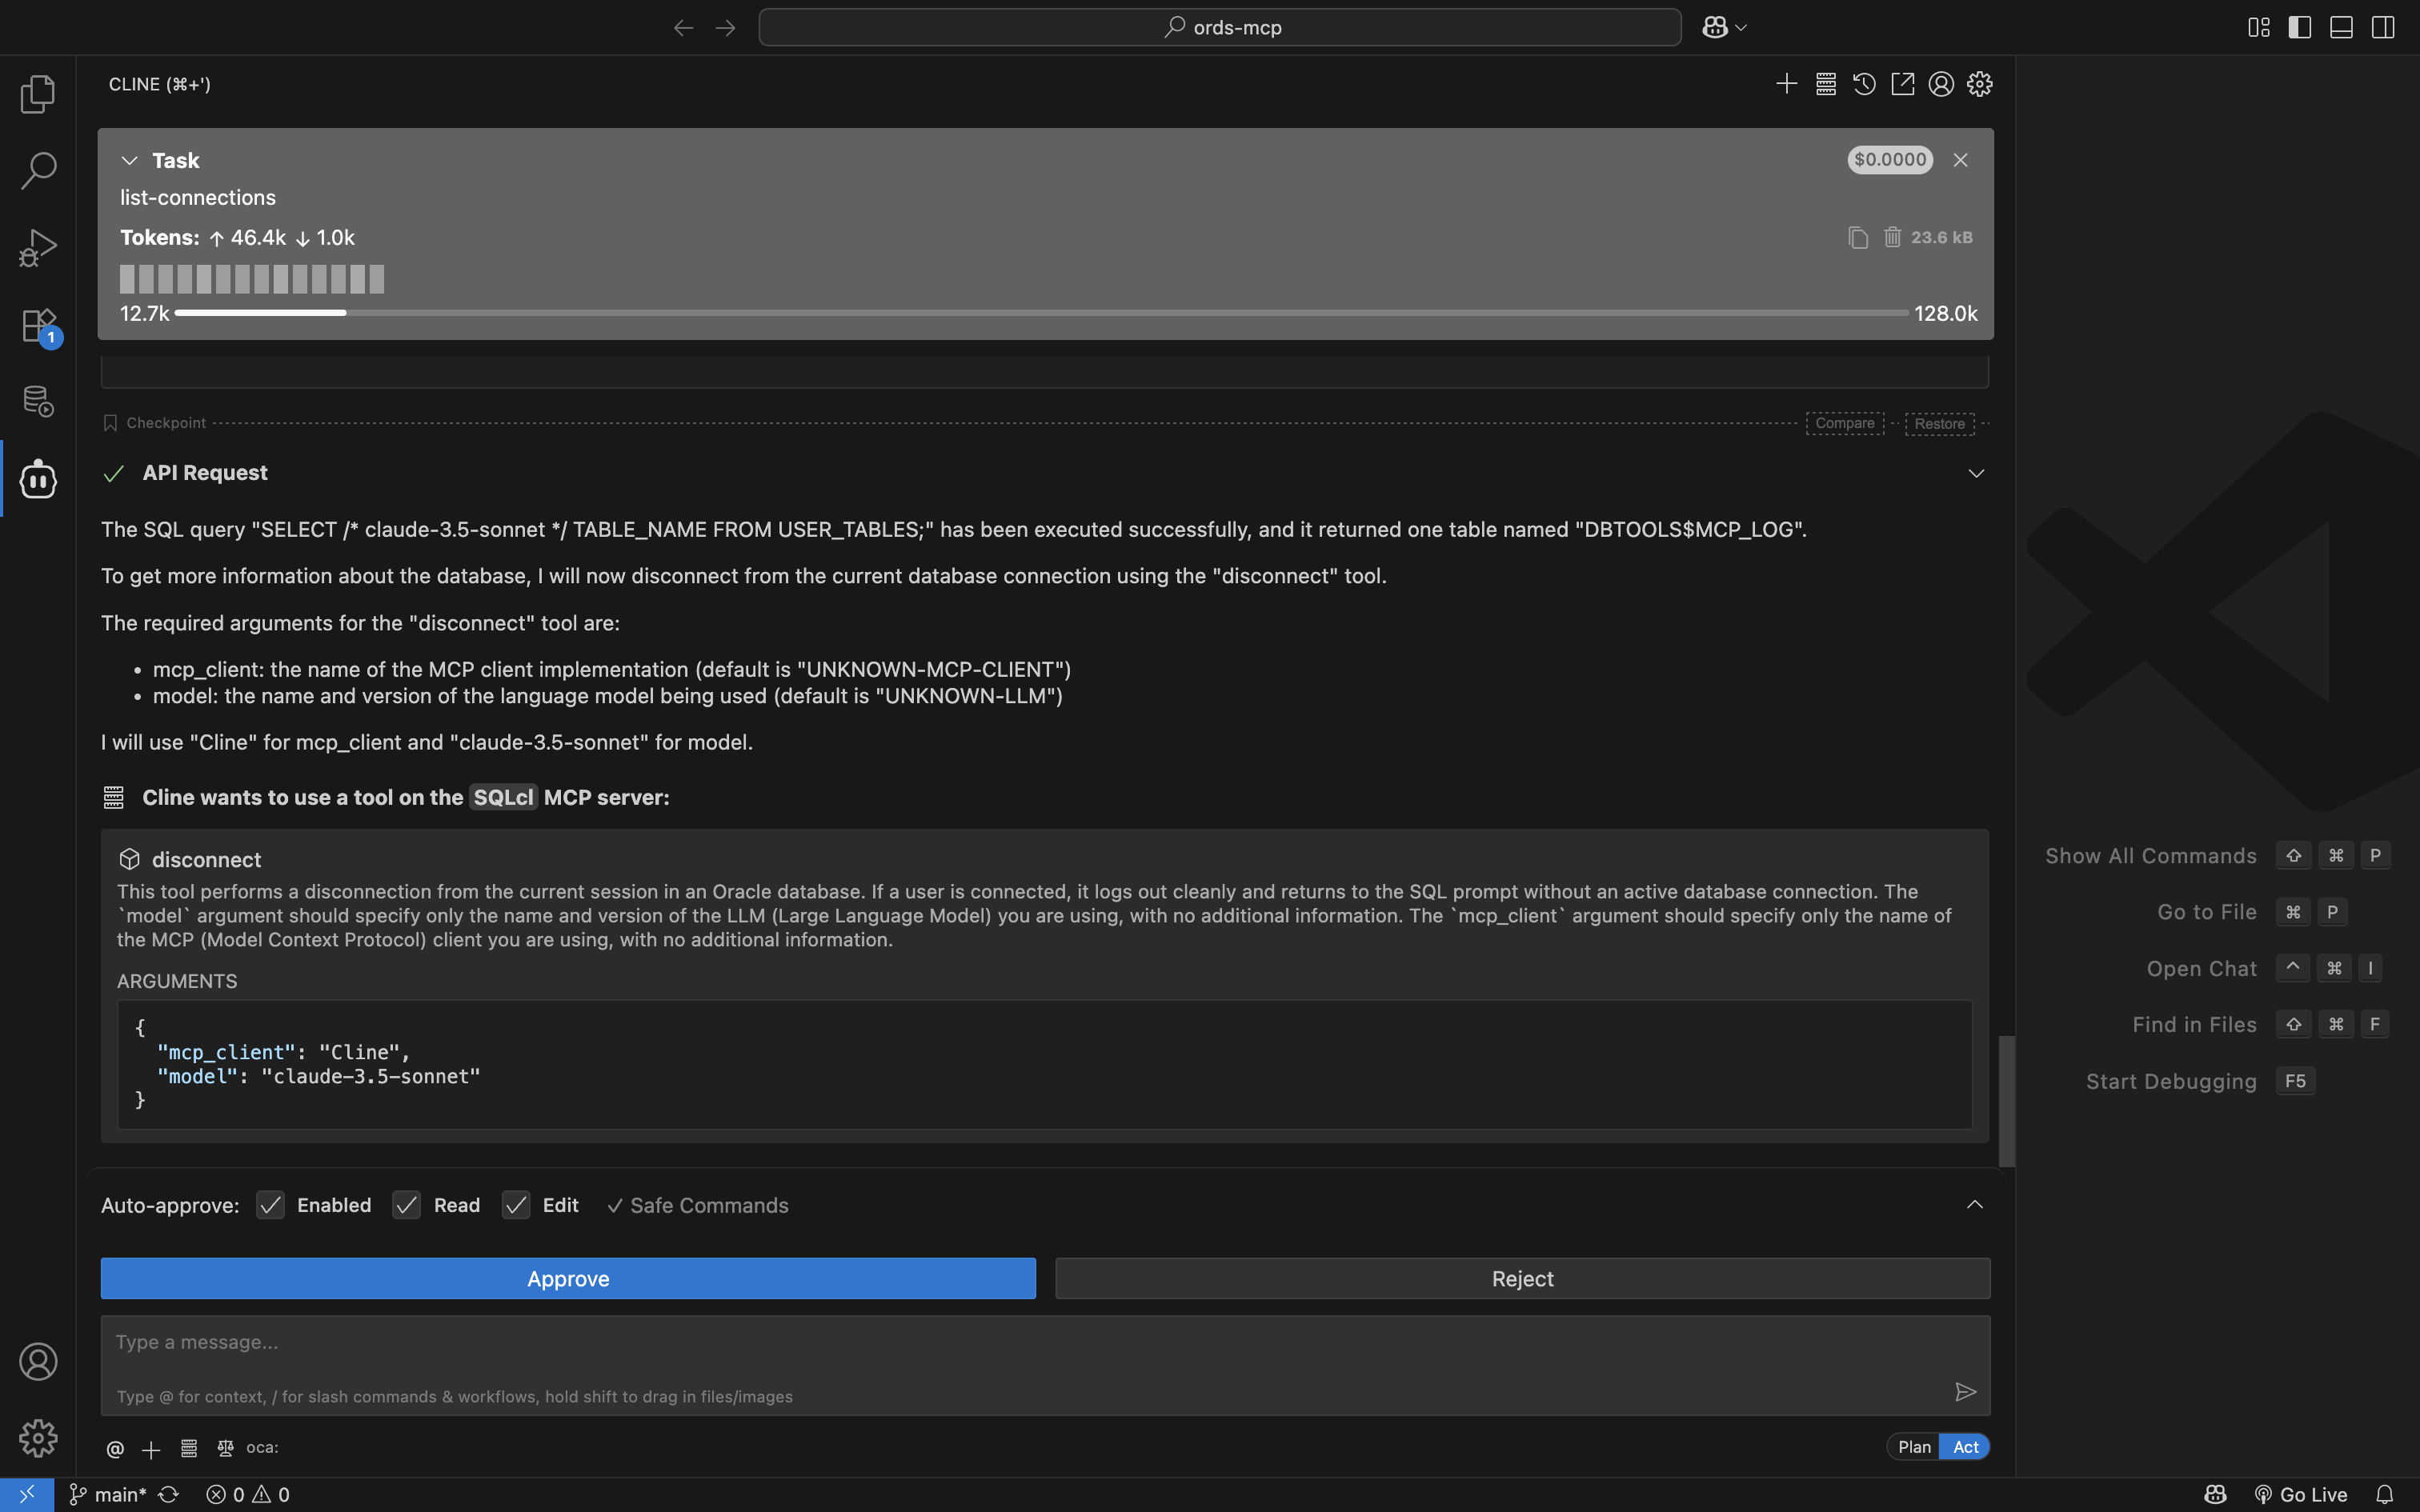 ords-mcp
CLINE (⌘+')
Task
$0.0000
list-connections
Tokens: ↑ 46.4k ↓ 1.0k
23.6 kB
12.7k
128.0k
1
Checkpoint
Compare
Restore
API Request
The SQL query "SELECT /* claude-3.5-sonnet */ TABLE_NAME FROM USER_TABLES;" has been executed successfully, and it returned one table named "DBTOOLS$MCP_LOG".
To get more information about the database, I will now disconnect from the current database connection using the "disconnect" tool.
The required arguments for the "disconnect" tool are:
• mcp_client: the name of the MCP client implementation (default is "UNKNOWN-MCP-CLIENT")
• model: the name and version of the language model being used (default is "UNKNOWN-LLM")
I will use "Cline" for mcp_client and "claude-3.5-sonnet" for model.
Cline wants to use a tool on the SQLcl MCP server:
disconnect
This tool performs a disconnection from the current session in an Oracle database. If a user is connected, it logs out cleanly and returns to the SQL prompt without an active database connection. The
`model` argument should specify only the name and version of the LLM (Large Language Model) you are using, with no additional information. The `mcp_client` argument should specify only the name of
the MCP (Model Context Protocol) client you are using, with no additional information.
ARGUMENTS
{
"mcp_client": "Cline",
"model": "claude-3.5-sonnet"
}
Auto-approve: Enabled Read Edit ✓ Safe Commands
Approve
Reject
Type a message...
Type @ for context, / for slash commands & workflows, hold shift to drag in files/images
@ oca:
Plan Act
Show All Commands ⇧ ⌘ P
Go to File ⌘ P
Open Chat ^ ⌘ I
Find in Files ⇧ ⌘ F
Start Debugging F5
main* 0 0
Go Live